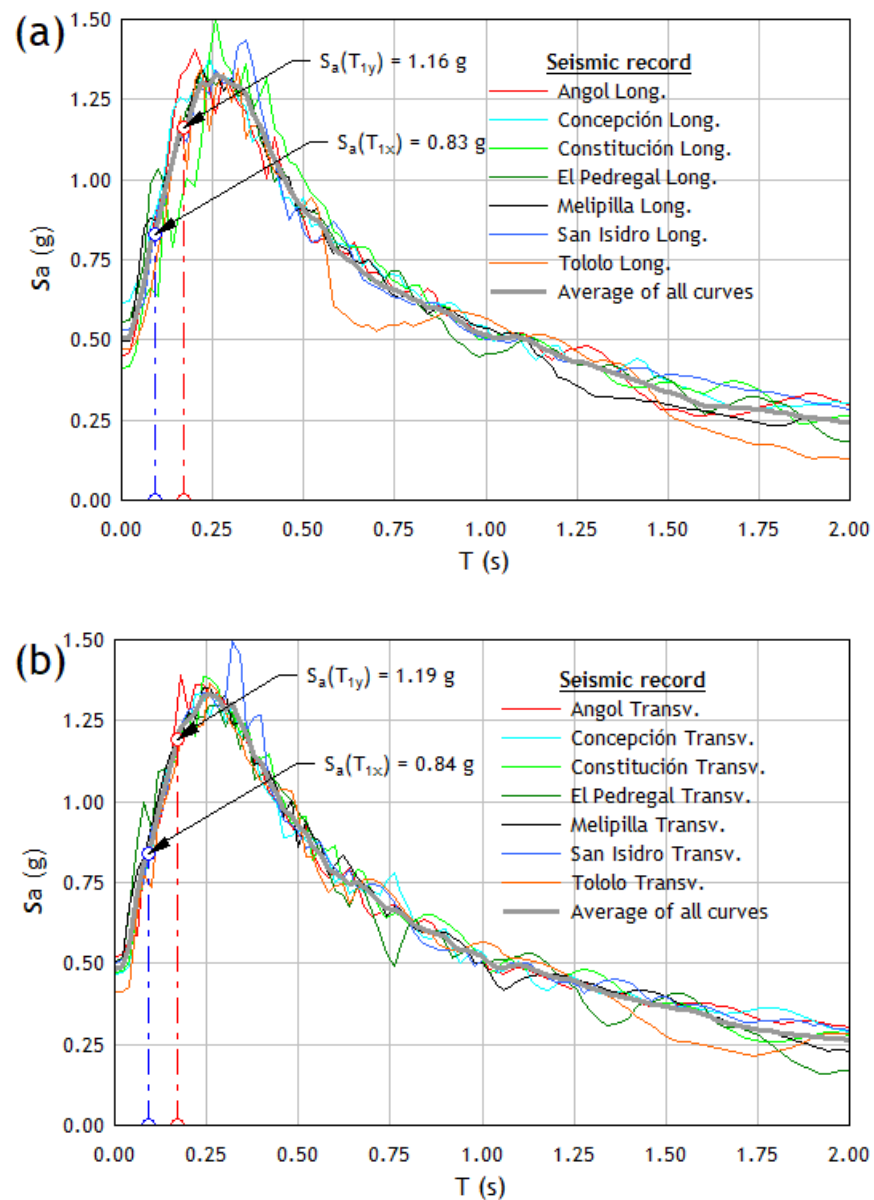 (a)
1.50
1.25
1.00
0.75
0.50
0.25
0.00
Sa (g)
Sa(T1y) = 1.16 g
Sa(T1x) = 0.83 g
Seismic record
Angol Long.
Concepción Long.
Constitución Long.
El Pedregal Long.
Melipilla Long.
San Isidro Long.
Tololo Long.
Average of all curves
0.00 0.25 0.50 0.75 1.00 1.25 1.50 1.75 2.00
T (s)
(b)
1.50
1.25
1.00
0.75
0.50
0.25
0.00
Sa (g)
Sa(T1y) = 1.19 g
Sa(T1x) = 0.84 g
Seismic record
Angol Transv.
Concepción Transv.
Constitución Transv.
El Pedregal Transv.
Melipilla Transv.
San Isidro Transv.
Tololo Transv.
Average of all curves
0.00 0.25 0.50 0.75 1.00 1.25 1.50 1.75 2.00
T (s)